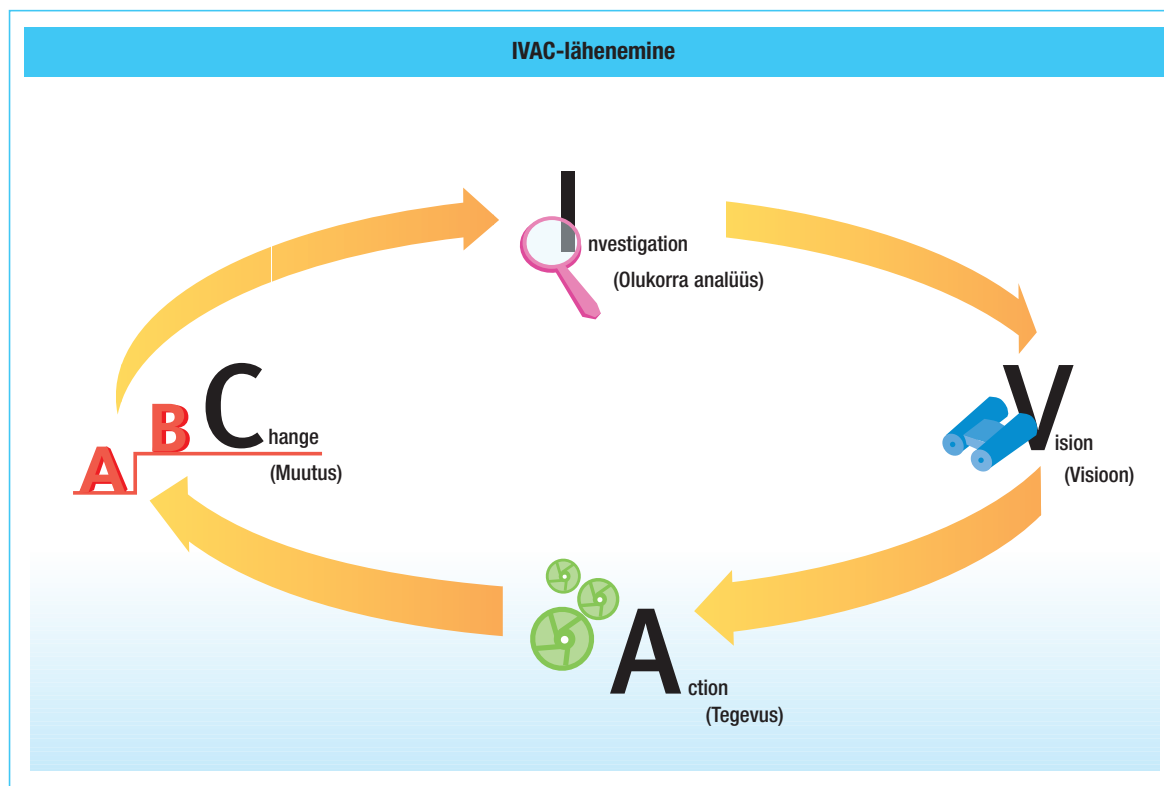 IVAC-lähenemine
Investigation
(Olukorra analüüs)
Vision
(Visioon)
Action
(Tegevus)
A B Change
(Muutus)